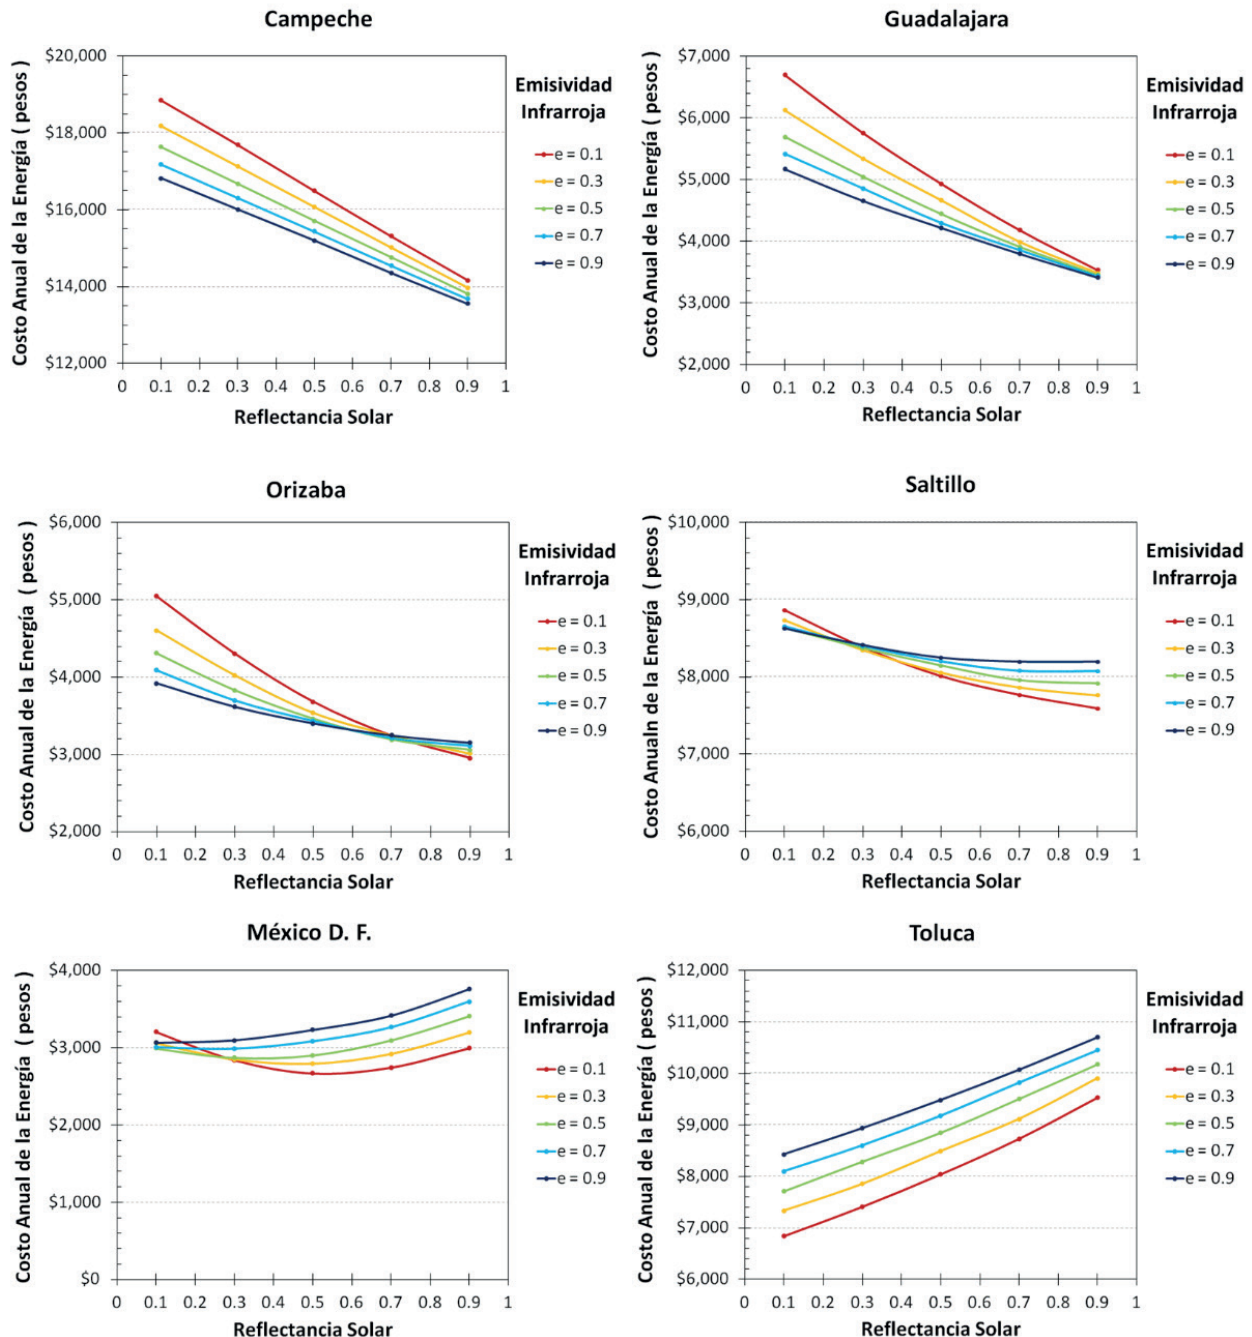 Campeche
Costo Anual de la Energía ( pesos )
$20,000
$18,000
$16,000
$14,000
$12,000
0 0.1 0.2 0.3 0.4 0.5 0.6 0.7 0.8 0.9 1
Reflectancia Solar
Emisividad
Infrarroja
e = 0.1
e = 0.3
e = 0.5
e = 0.7
e = 0.9
Guadalajara
Costo Anual de la Energía ( pesos )
$7,000
$6,000
$5,000
$4,000
$3,000
$2,000
0 0.1 0.2 0.3 0.4 0.5 0.6 0.7 0.8 0.9 1
Reflectancia Solar
Emisividad
Infrarroja
e = 0.1
e = 0.3
e = 0.5
e = 0.7
e = 0.9
Orizaba
Costo Anual de la Energía ( pesos )
$6,000
$5,000
$4,000
$3,000
$2,000
0 0.1 0.2 0.3 0.4 0.5 0.6 0.7 0.8 0.9 1
Reflectancia Solar
Emisividad
Infrarroja
e = 0.1
e = 0.3
e = 0.5
e = 0.7
e = 0.9
Saltillo
Costo Anualn de la Energía ( pesos )
$10,000
$9,000
$8,000
$7,000
$6,000
0 0.1 0.2 0.3 0.4 0.5 0.6 0.7 0.8 0.9 1
Reflectancia Solar
Emisividad
Infrarroja
e = 0.1
e = 0.3
e = 0.5
e = 0.7
e = 0.9
México D. F.
Costo Anual de la Energía ( pesos )
$4,000
$3,000
$2,000
$1,000
$0
0 0.1 0.2 0.3 0.4 0.5 0.6 0.7 0.8 0.9 1
Reflectancia Solar
Emisividad
Infrarroja
e = 0.1
e = 0.3
e = 0.5
e = 0.7
e = 0.9
Toluca
Costo Anual de la Energía ( pesos )
$12,000
$11,000
$10,000
$9,000
$8,000
$7,000
$6,000
0 0.1 0.2 0.3 0.4 0.5 0.6 0.7 0.8 0.9 1
Reflectancia Solar
Emisividad
Infrarroja
e = 0.1
e = 0.3
e = 0.5
e = 0.7
e = 0.9